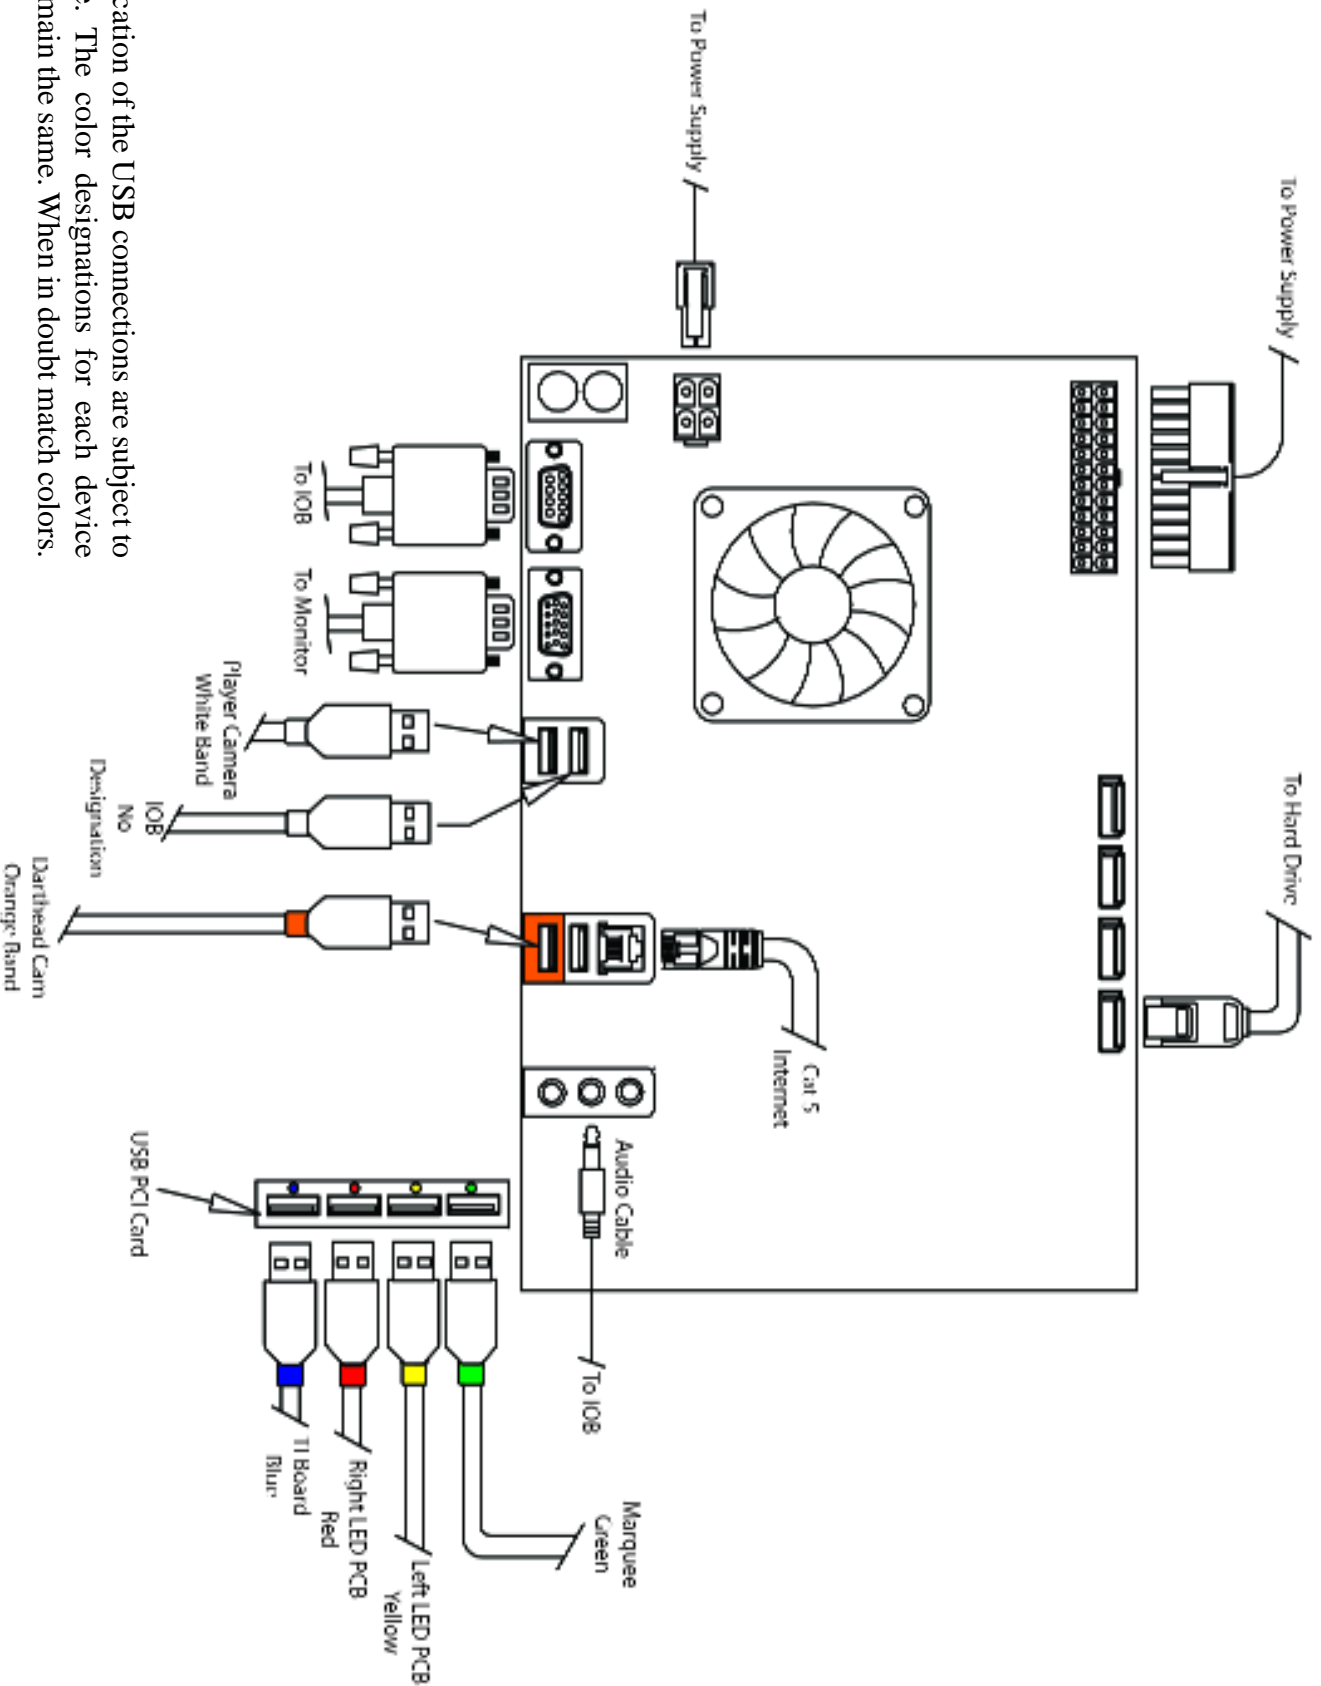 To Power Supply
To Power Supply
To Hard Drive
Cat 5
Internet
Audio Cable
To IOB
Marquee
Green
Left LED PCB
Yellow
Right LED PCB
Red
TI Board
Blue
USB PCI Card
To IOB
To Monitor
Player Camera
White Band
IOB
No
Designation
Darthead Cam
Orange Band
cation of the USB connections are subject to
e. The color designations for each device
main the same. When in doubt match colors.